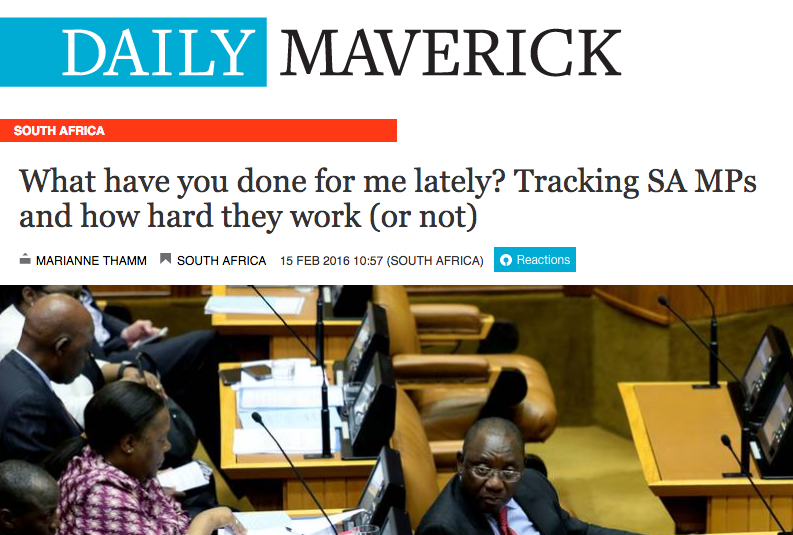 DAILY MAVERICK
SOUTH AFRICA
What have you done for me lately? Tracking SA MPs
and how hard they work (or not)
MARIANNE THAMM SOUTH AFRICA 15 FEB 2016 10:57 (SOUTH AFRICA) Reactions